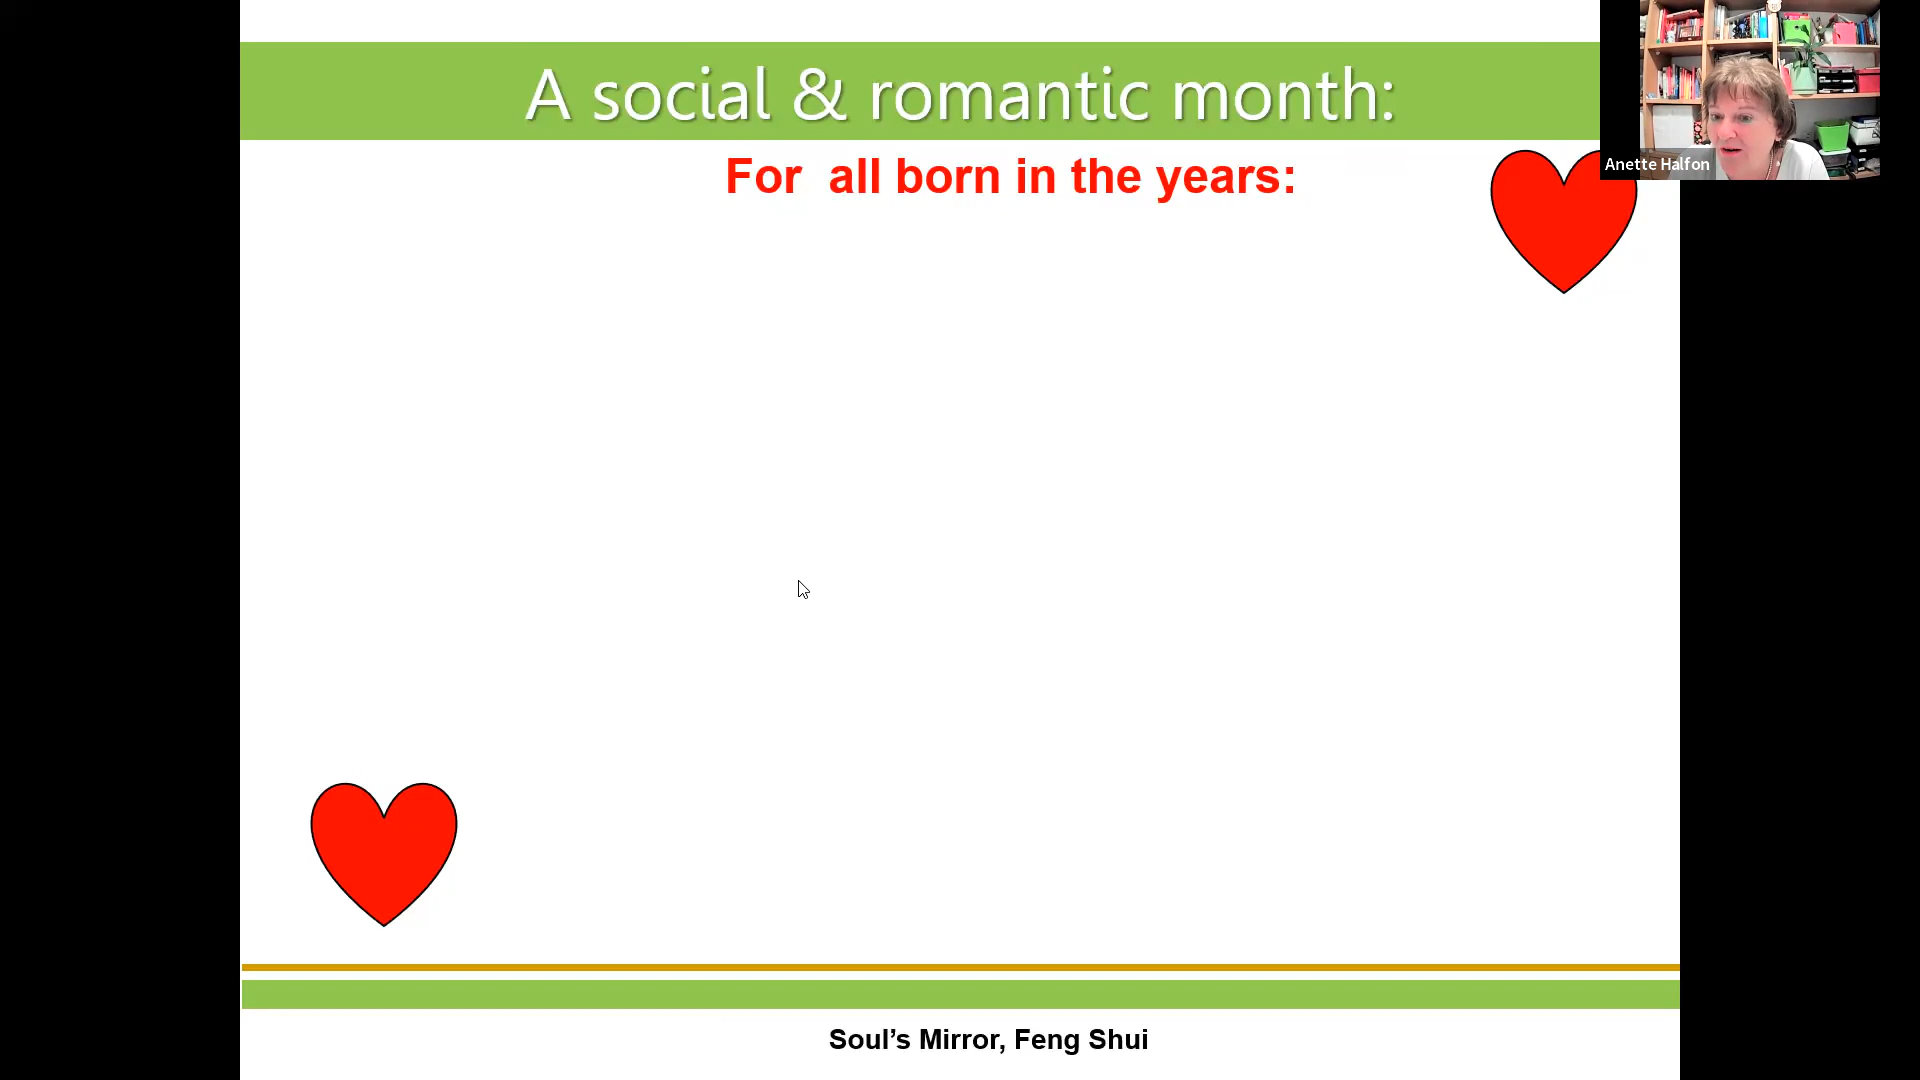 A social & romantic month:
For  all born in the years:
Anette Halfon
Soul’s Mirror, Feng Shui